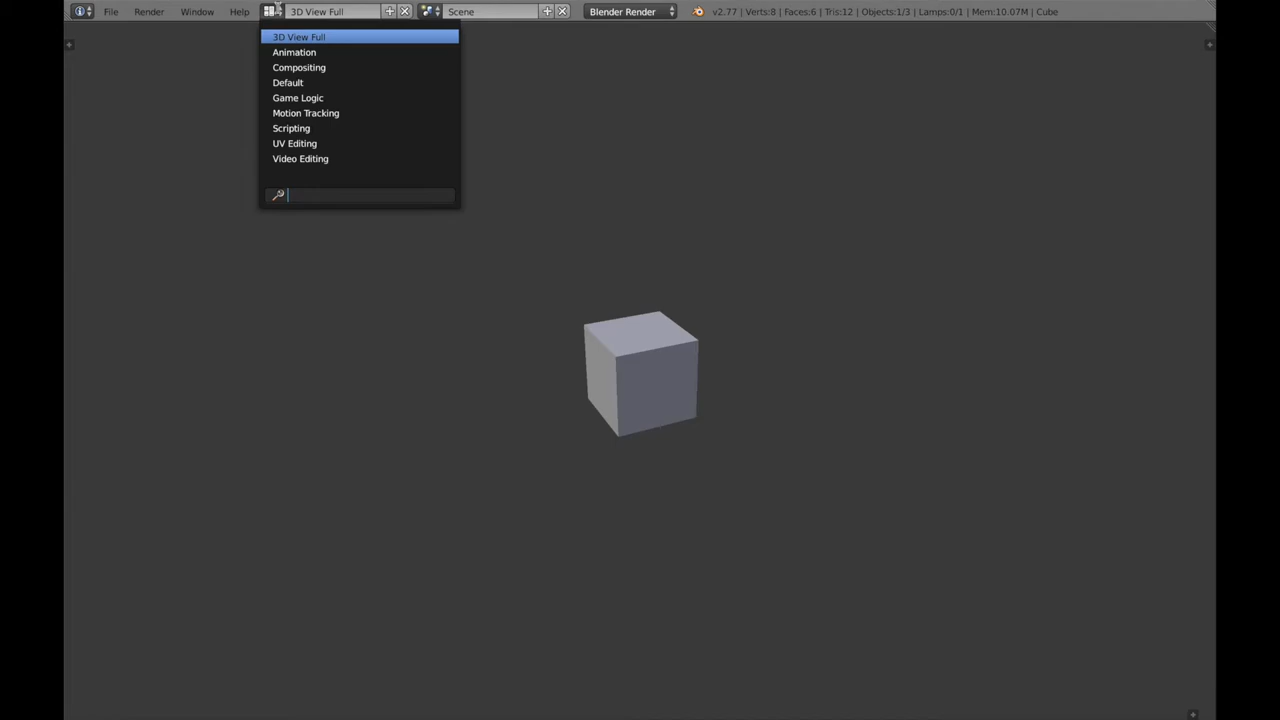 File Render Window Help 3D View Full Scene Blender Render v2.77 | Verts:8 | Faces:6 | Tris:12 | Objects:1/3 | Lamps:0/1 | Mem:10.07M | Cube
3D View Full
Animation
Compositing
Default
Game Logic
Motion Tracking
Scripting
UV Editing
Video Editing